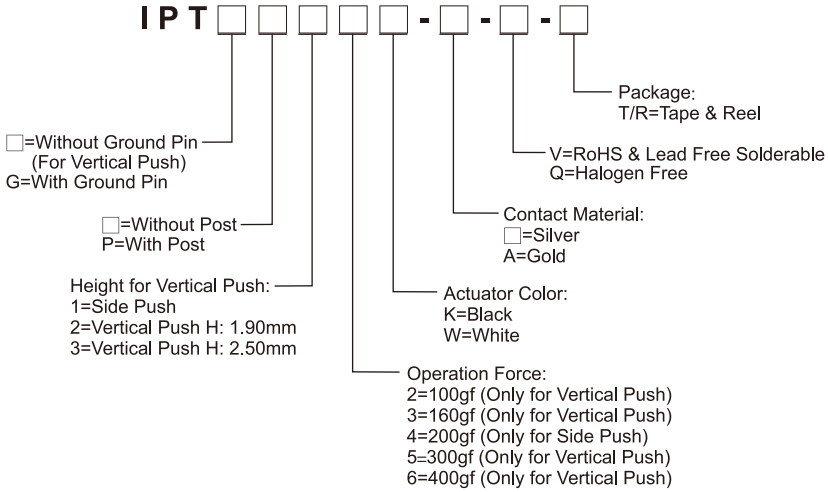 IPT□□□□□-□-□-□
Package:
T/R=Tape & Reel
□=Without Ground Pin
(For Vertical Push)
G=With Ground Pin
V=RoHS & Lead Free Solderable
Q=Halogen Free
□=Without Post
P=With Post
Contact Material:
□=Silver
A=Gold
Height for Vertical Push:
1=Side Push
2=Vertical Push H: 1.90mm
3=Vertical Push H: 2.50mm
Actuator Color:
K=Black
W=White
Operation Force:
2=100gf (Only for Vertical Push)
3=160gf (Only for Vertical Push)
4=200gf (Only for Side Push)
5=300gf (Only for Vertical Push)
6=400gf (Only for Vertical Push)